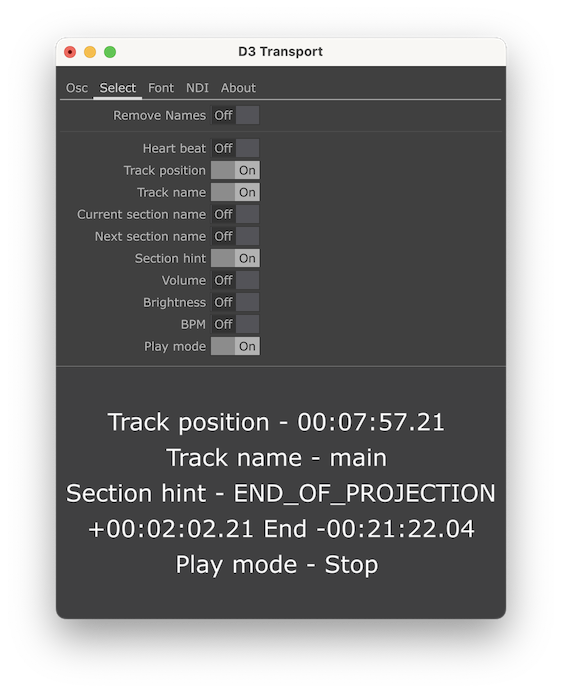 D3 Transport
Osc Select Font NDI About
Remove Names Off
Heart beat Off
Track position On
Track name On
Current section name Off
Next section name Off
Section hint On
Volume Off
Brightness Off
BPM Off
Play mode On
Track position - 00:07:57.21
Track name - main
Section hint - END_OF_PROJECTION
+00:02:02.21 End -00:21:22.04
Play mode - Stop